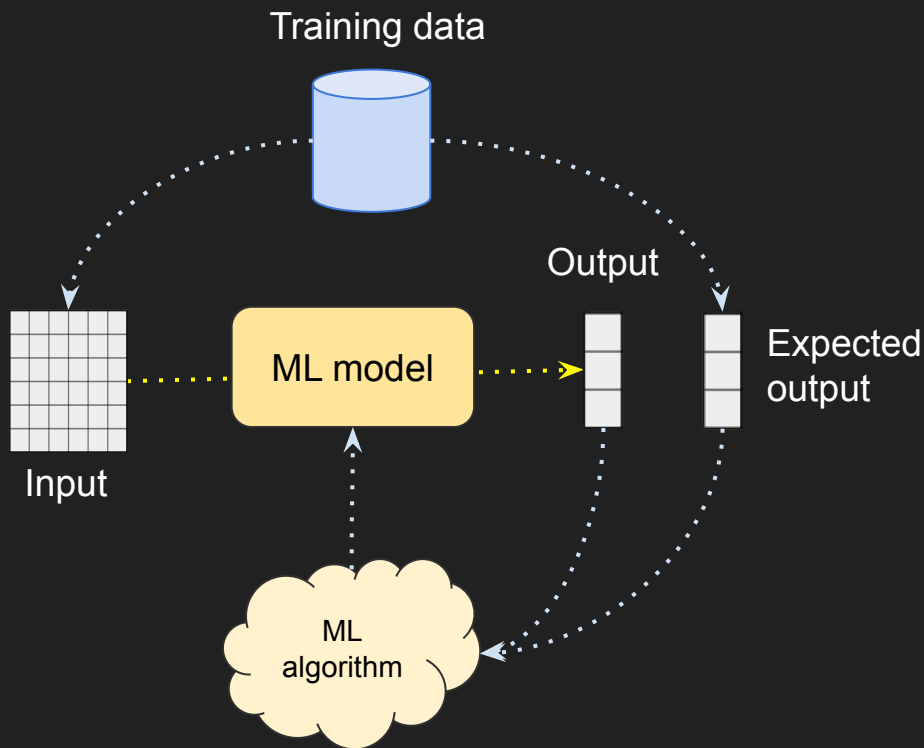 Training data
Output
ML model
Expected
output
Input
ML
algorithm